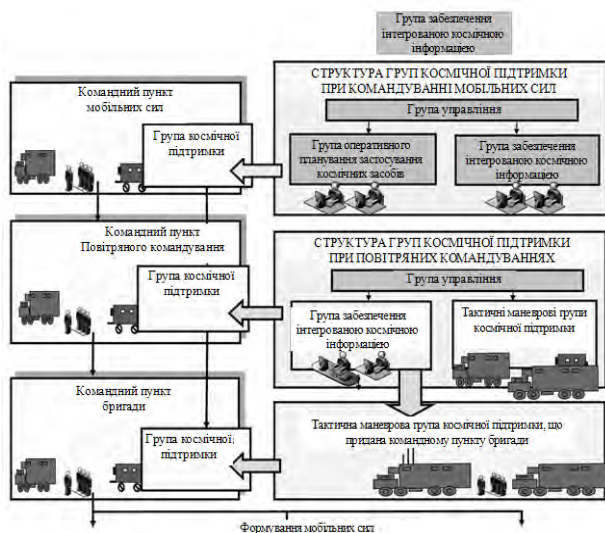 Група забезпечення
інтегрованою космічною
інформацією
Командний пункт
мобільних сил
Група космічної
підтримки
СТРУКТУРА ГРУП КОСМІЧНОЇ ПІДТРИМКИ
ПРИ КОМАНДУВАННІ МОБІЛЬНИХ СИЛ
Група управління
Група оперативного
планування застосування
космічних засобів
Група забезпечення
інтегрованою космічною
інформацією
Командний пункт
Повітряного командування
Група космічної
підтримки
СТРУКТУРА ГРУП КОСМІЧНОЇ ПІДТРИМКИ
ПРИ ПОВІТРЯНИХ КОМАНДУВАННЯХ
Група управління
Група забезпечення
інтегрованою космічною
інформацією
Тактичні маневрові групи
космічної підтримки
Командний пункт
бригади
Група космічної;
підтримки
Тактична маневрова група космічної підтримки, що
придана командному пункту бригади
Формування мобільних сил